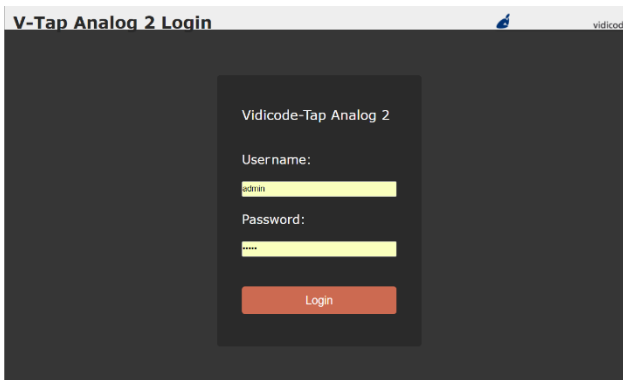 V-Tap Analog 2 Login
vidicod
Vidicode-Tap Analog 2
Username:
admin
Password:
•••••
Login